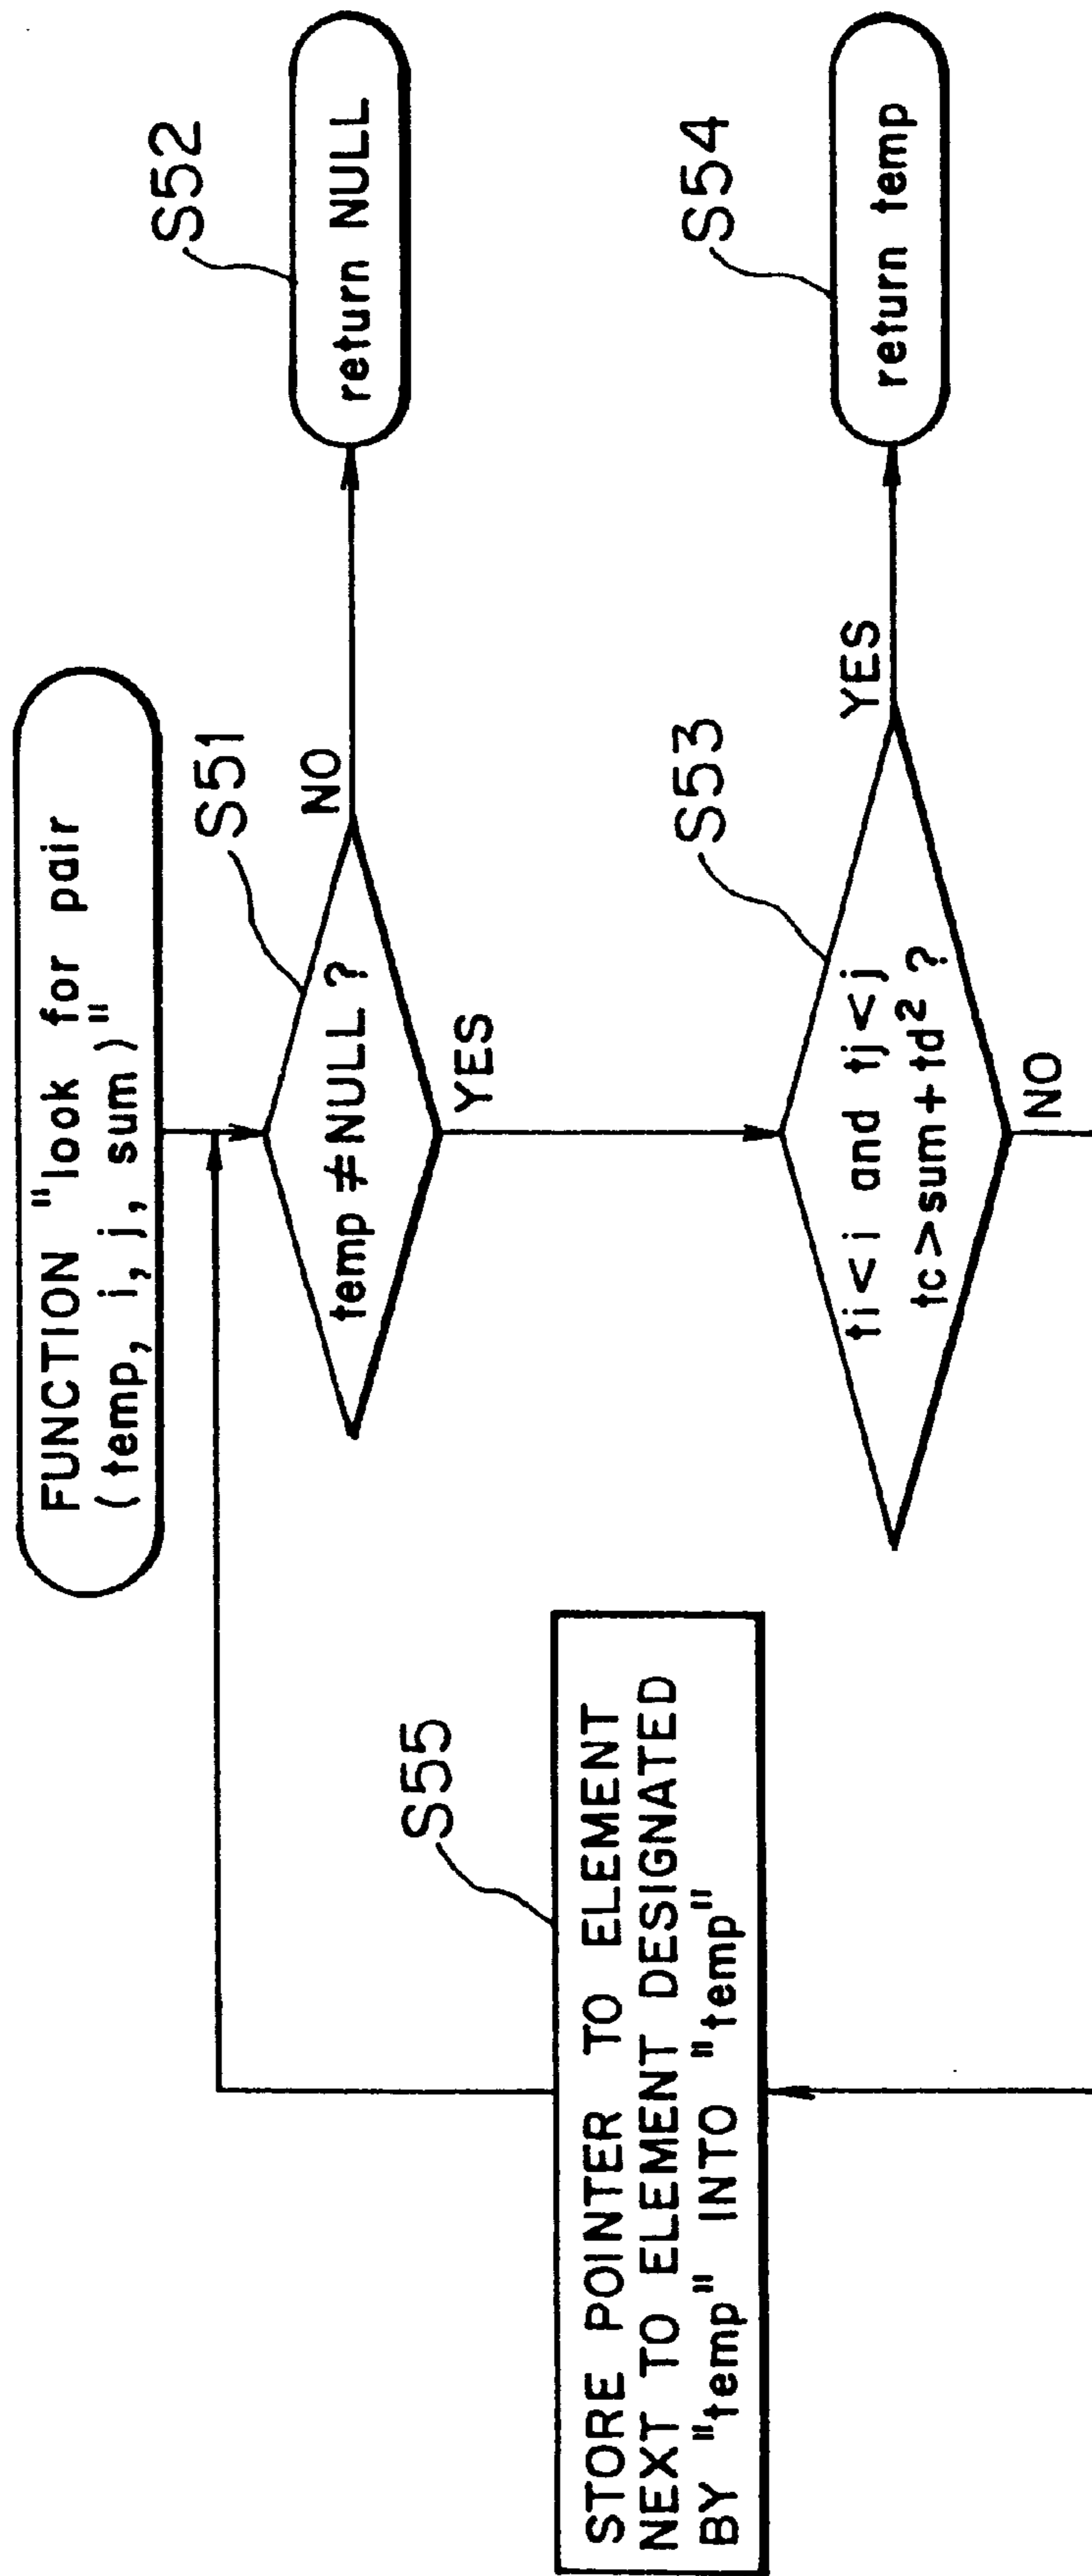 FUNCTION "look for pair
(temp, i, j, sum)"
S51
temp ≠ NULL ?
NO
S52
return NULL
YES
S53
ti < i and tj < j
tc > sum + td² ?
YES
S54
return temp
NO
S55
STORE POINTER TO ELEMENT
NEXT TO ELEMENT DESIGNATED
BY "temp" INTO "temp"